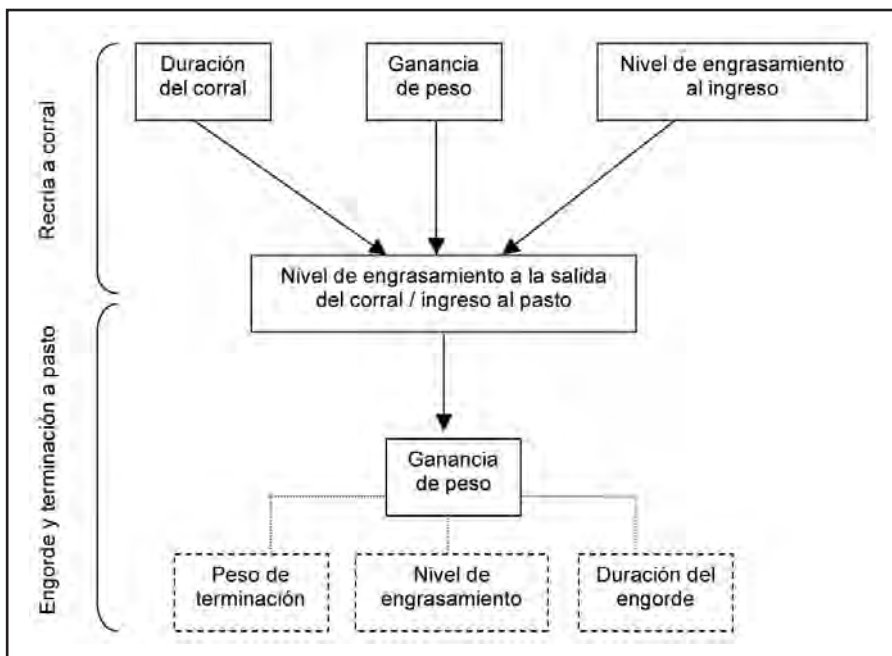 Recría a corral
Duración
del corral
Ganancia
de peso
Nivel de engrasamiento
al ingreso
Nivel de engrasamiento a la salida
del corral / ingreso al pasto
Engorde y terminación a pasto
Ganancia
de peso
Peso de
terminación
Nivel de
engrasamiento
Duración del
engorde